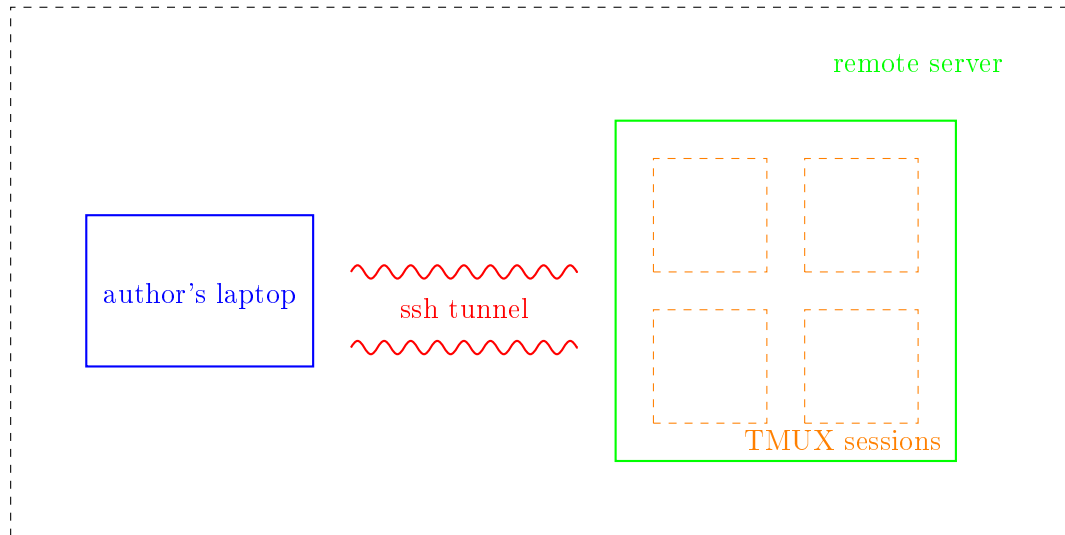 remote server
author's laptop
ssh tunnel
TMUX sessions